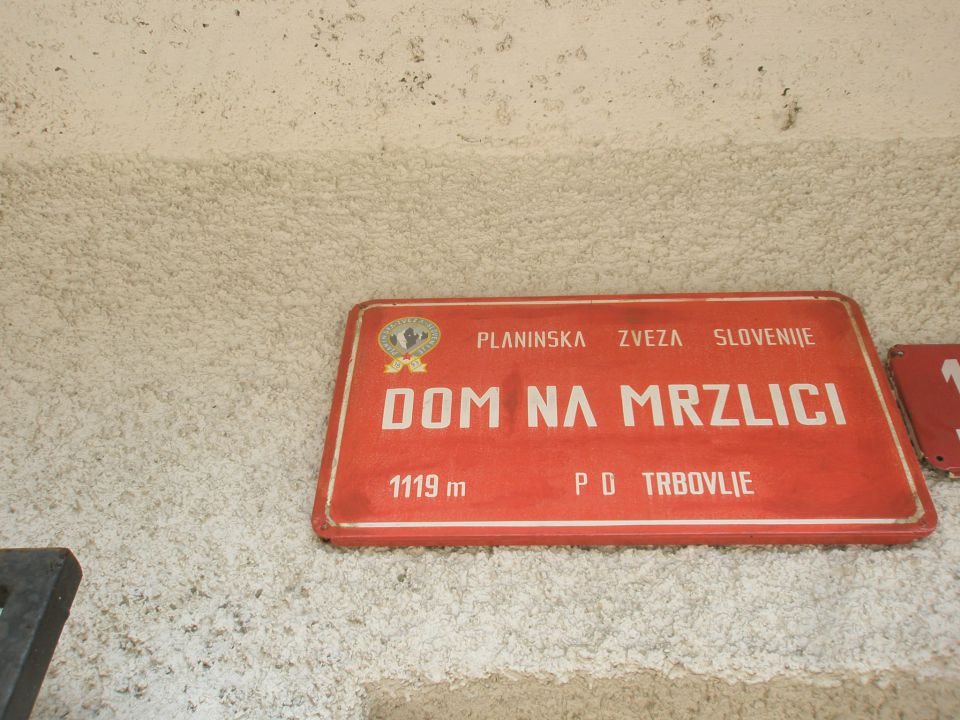 PLANINSKA ZVEZA SLOVENIJE
DOM NA MRZLICI
1119 m P D TRBOVLJE